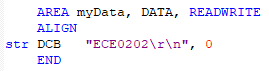 AREA myData, DATA, READWRITE
ALIGN
str DCB "ECE0202\r\n", 0
END